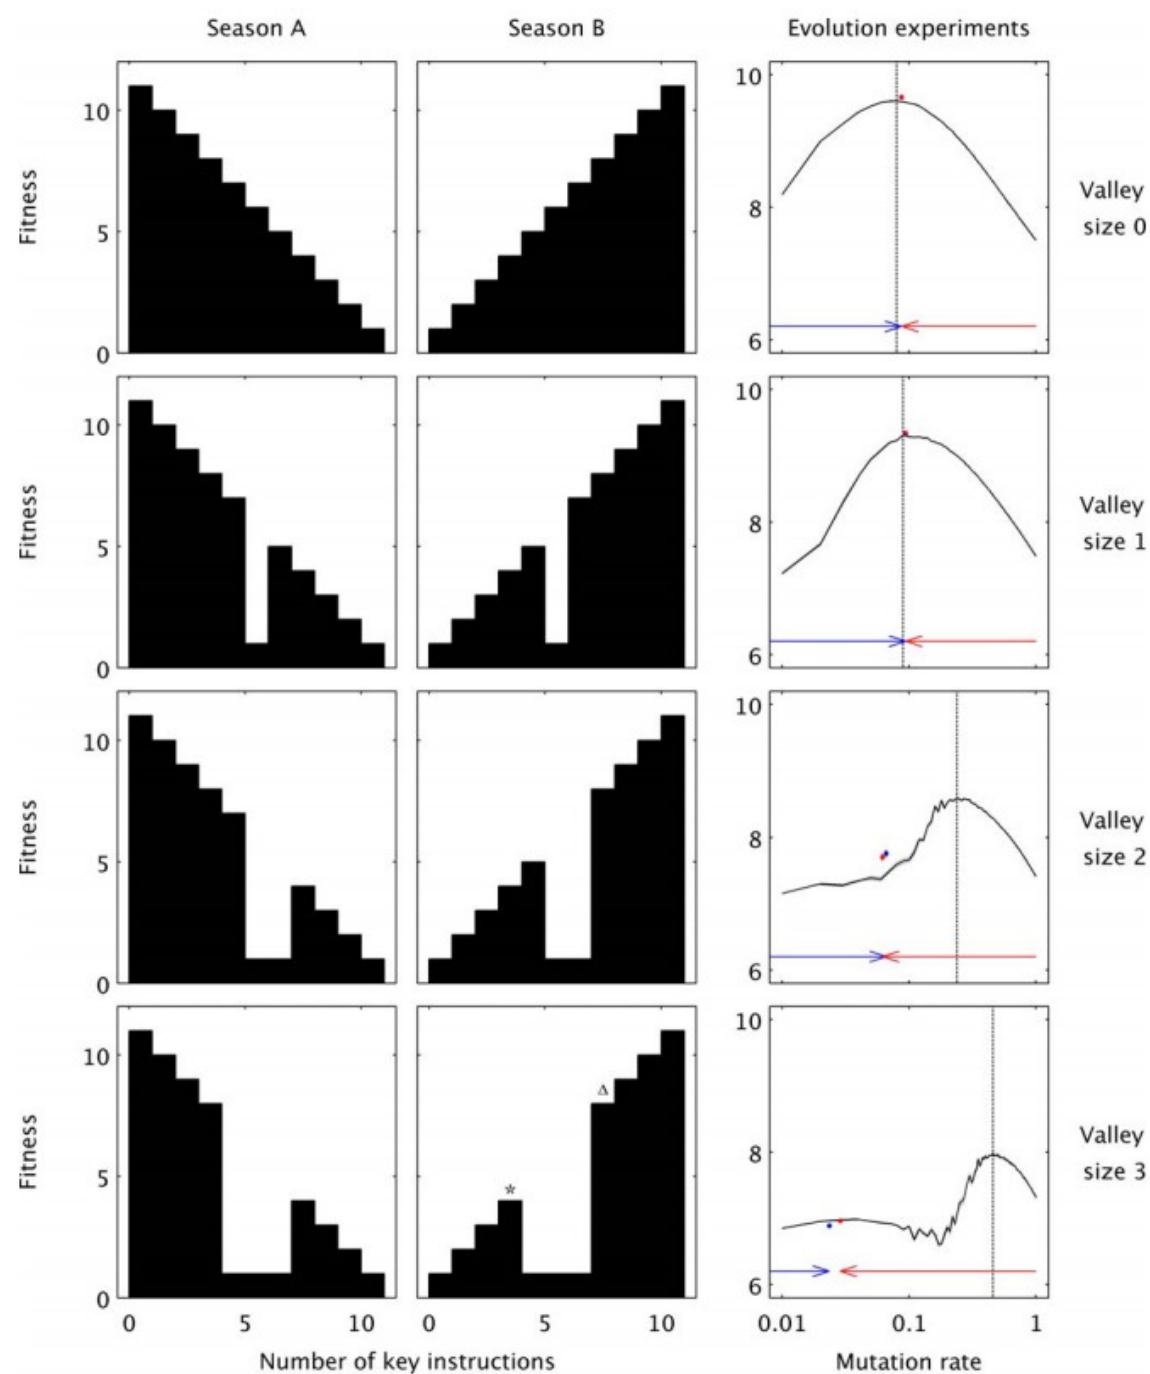 Season A
Season B
Evolution experiments
Fitness
10
5
0
10
8
6
Valley
size 0
Fitness
10
5
0
10
8
6
Valley
size 1
Fitness
10
5
0
10
8
6
Valley
size 2
Fitness
10
5
0
*
Δ
10
8
6
Valley
size 3
0 5 10
0 5 10
0.01 0.1 1
Number of key instructions
Mutation rate